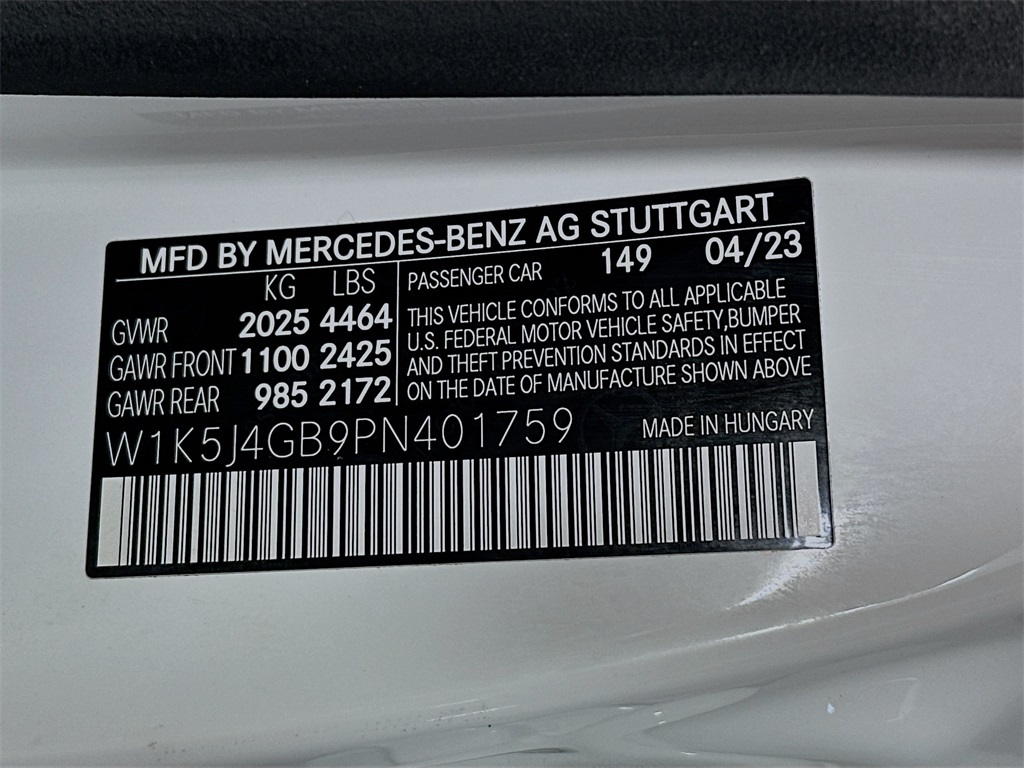 MFD BY MERCEDES-BENZ AG STUTTGART
KG LBS
GVWR 2025 4464
GAWR FRONT 1100 2425
GAWR REAR 985 2172
PASSENGER CAR 149 04/23
THIS VEHICLE CONFORMS TO ALL APPLICABLE
U.S. FEDERAL MOTOR VEHICLE SAFETY,BUMPER
AND THEFT PREVENTION STANDARDS IN EFFECT
ON THE DATE OF MANUFACTURE SHOWN ABOVE
W1K5J4GB9PN401759
MADE IN HUNGARY